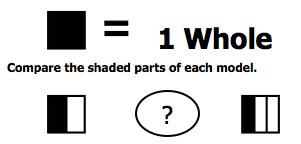 = 1 Whole
Compare the shaded parts of each model.
?